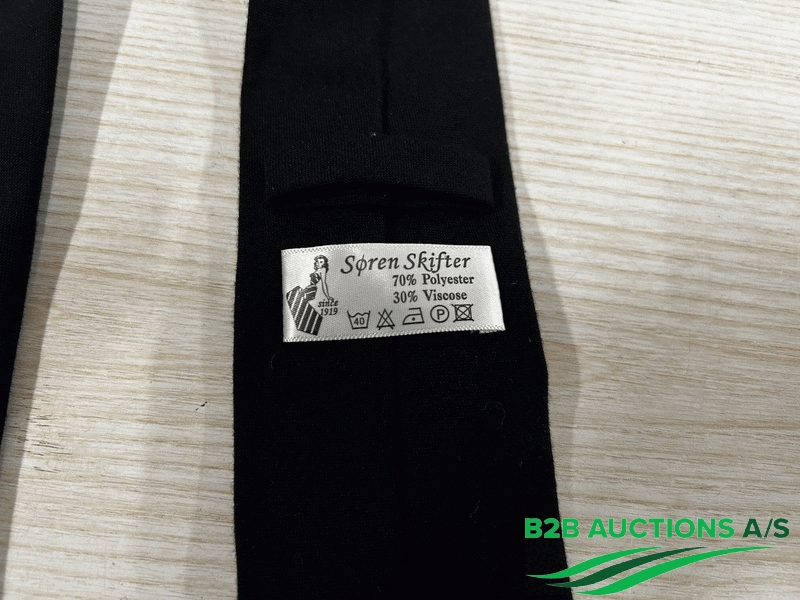 Søren Skifter
70% Polyester
30% Viscose
since
1919
40
P
B2B AUCTIONS A/S